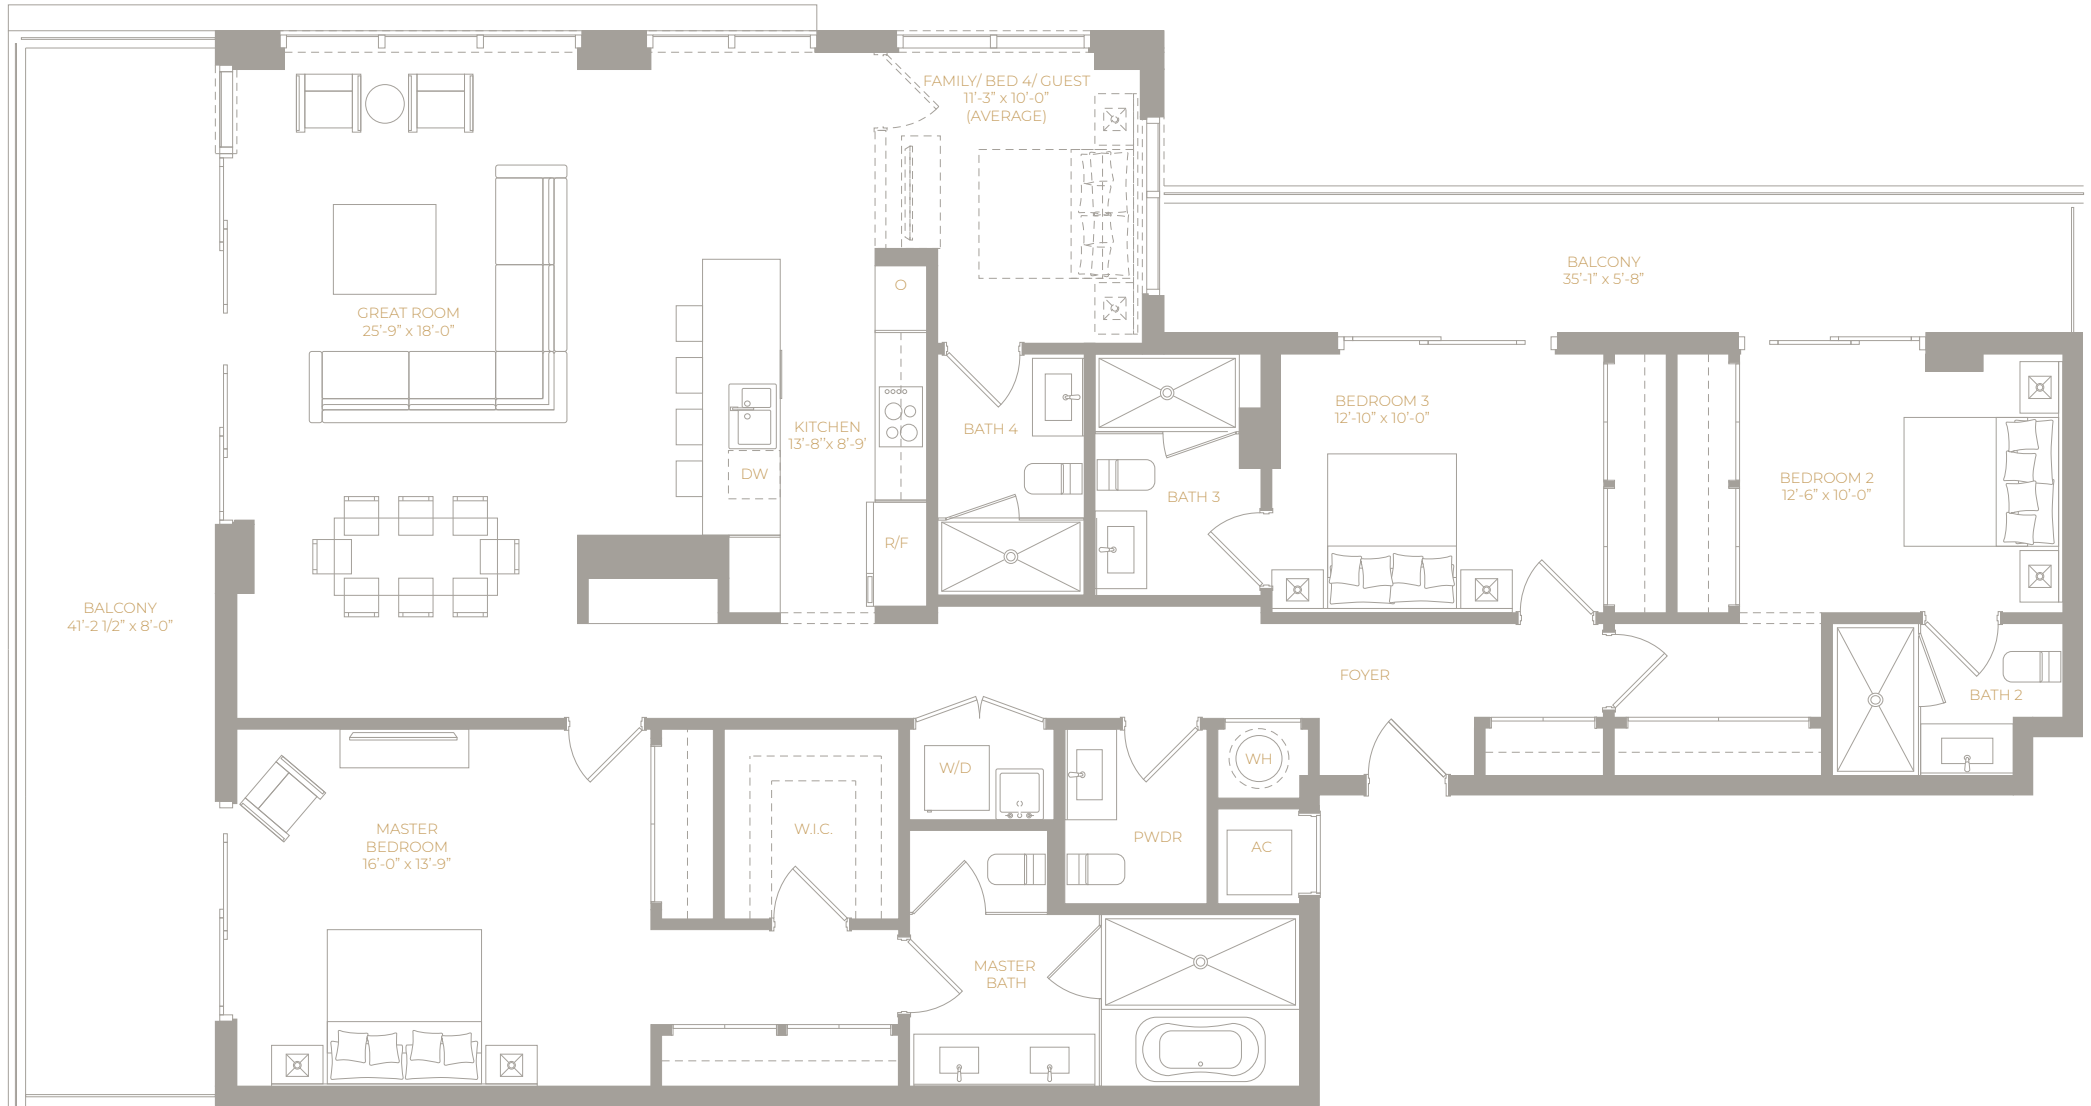 FAMILY/ BED 4/ GUEST
11'-3” x 10'-0”
(AVERAGE)
BALCONY
35'-1” x 5'-8”
O
GREAT ROOM
25'-9” x 18'-0”
BEDROOM 3
12'-10” x 10'-0”
KITCHEN
13'-8''x 8'-9'
BATH 4
DW
BEDROOM 2
12'-6” x 10'-0”
BATH 3
R/F
BALCONY
41'-2 1/2” x 8'-0”
FOYER
BATH 2
W/D
WH
MASTER
BEDROOM
16'-0” x 13'-9”
W.I.C.
PWDR
AC
MASTER
BATH